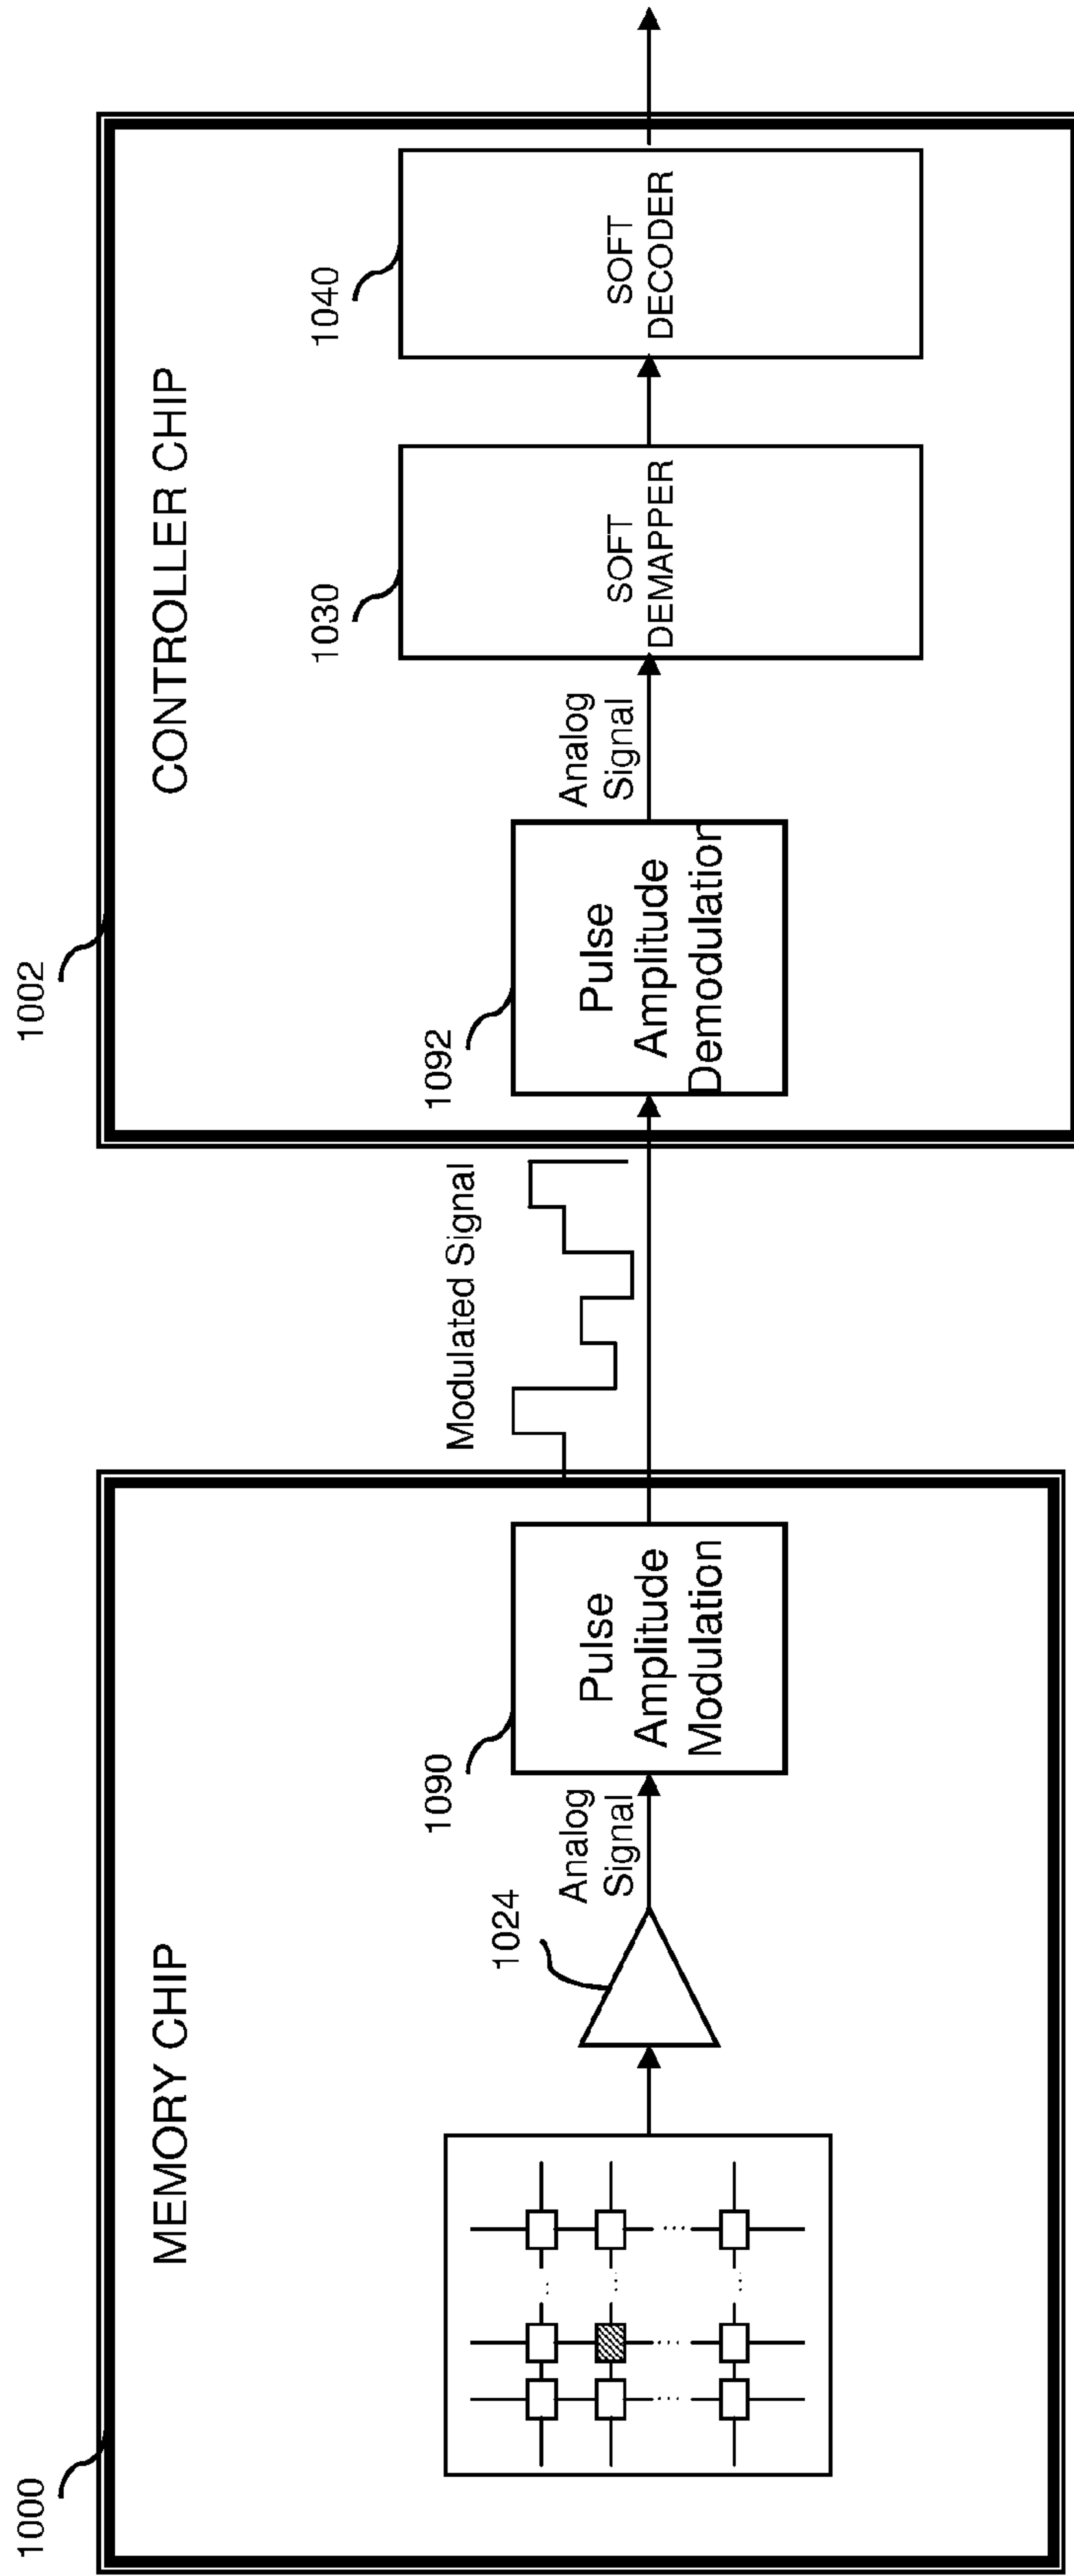 1000
MEMORY CHIP
1024
Analog
Signal
1090
Pulse
Amplitude
Modulation
Modulated Signal
1002
CONTROLLER CHIP
1092
Pulse
Amplitude
Demodulation
Analog
Signal
1030
SOFT
DEMAPPER
1040
SOFT
DECODER